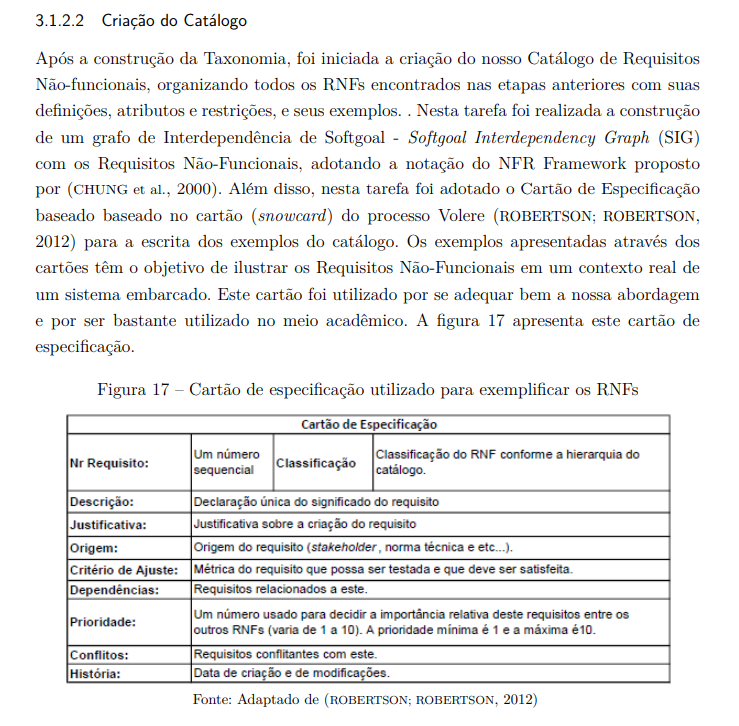 3.1.2.2 Criação do Catálogo
Após a construção da Taxonomia, foi iniciada a criação do nosso Catálogo de Requisitos
Não-funcionais, organizando todos os RNFs encontrados nas etapas anteriores com suas
definições, atributos e restrições, e seus exemplos. . Nesta tarefa foi realizada a construção
de um grafo de Interdependência de Softgoal - Softgoal Interdependency Graph (SIG)
com os Requisitos Não-Funcionais, adotando a notação do NFR Framework proposto
por (CHUNG et al., 2000). Além disso, nesta tarefa foi adotado o Cartão de Especificação
baseado baseado no cartão (snowcard) do processo Volere (ROBERTSON; ROBERTSON,
2012) para a escrita dos exemplos do catálogo. Os exemplos apresentadas através dos
cartões têm o objetivo de ilustrar os Requisitos Não-Funcionais em um contexto real de
um sistema embarcado. Este cartão foi utilizado por se adequar bem a nossa abordagem
e por ser bastante utilizado no meio acadêmico. A figura 17 apresenta este cartão de
especificação.
Figura 17 – Cartão de especificação utilizado para exemplificar os RNFs
Cartão de Especificação
Nr Requisito: Um número sequencial Classificação Classificação do RNF conforme a hierarquia do catálogo.
Descrição: Declaração única do significado do requisito
Justificativa: Justificativa sobre a criação do requisito
Origem: Origem do requisito (stakeholder, norma técnica e etc...).
Critério de Ajuste: Métrica do requisito que possa ser testada e que deve ser satisfeita.
Dependências: Requisitos relacionados a este.
Prioridade: Um número usado para decidir a importância relativa deste requisitos entre os
outros RNFs (varia de 1 a 10). A prioridade mínima é 1 e a máxima é10.
Conflitos: Requisitos conflitantes com este.
História: Data de criação e de modificações.
Fonte: Adaptado de (ROBERTSON; ROBERTSON, 2012)